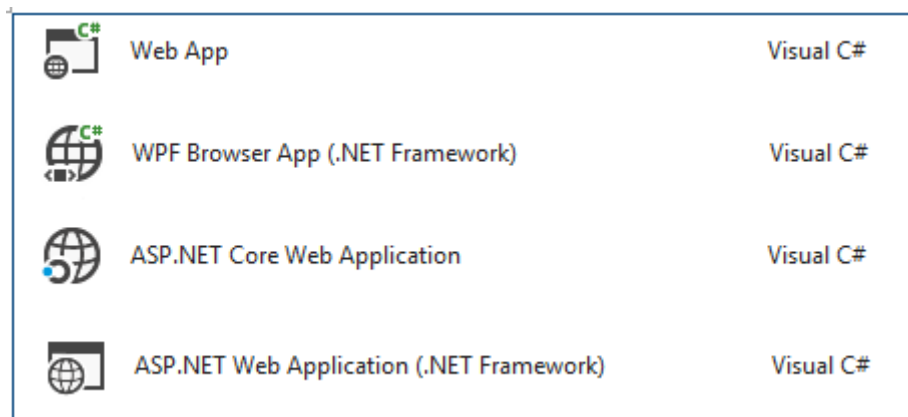 C#
Web App Visual C#
C#
WPF Browser App (.NET Framework) Visual C#
ASP.NET Core Web Application Visual C#
ASP.NET Web Application (.NET Framework) Visual C#